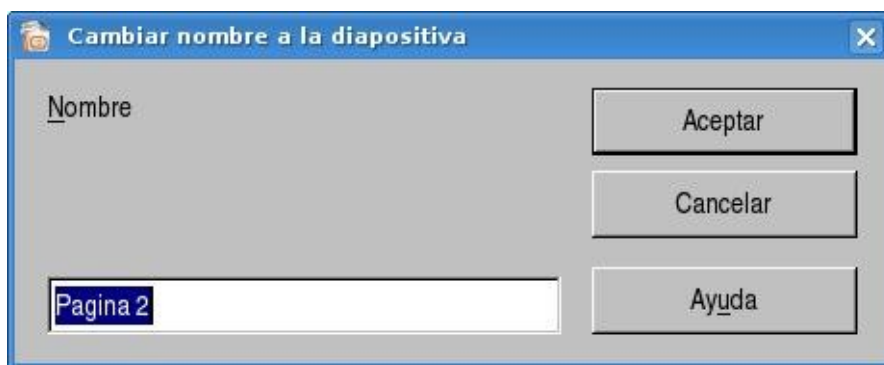 Cambiar nombre a la diapositiva
Nombre
Aceptar
Cancelar
Pagina 2
Ayuda